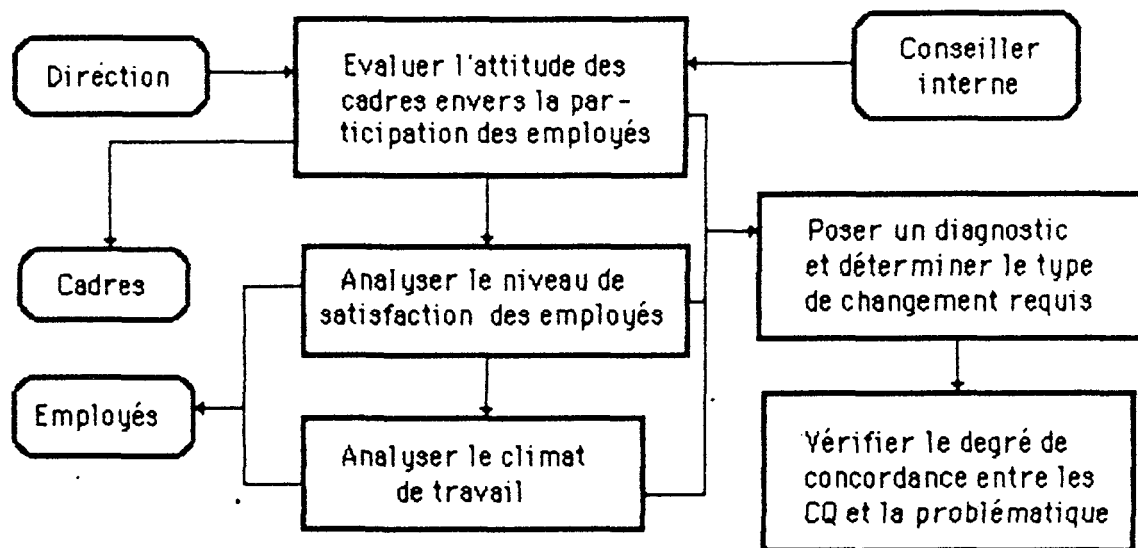 Direction
Evaluer l'attitude des
cadres envers la par-
ticipation des employés
Conseiller
interne
Cadres
Analyser le niveau de
satisfaction des employés
Poser un diagnostic
et déterminer le type
de changement requis
Employés
Analyser le climat
de travail
Vérifier le degré de
concordance entre les
CQ et la problématique